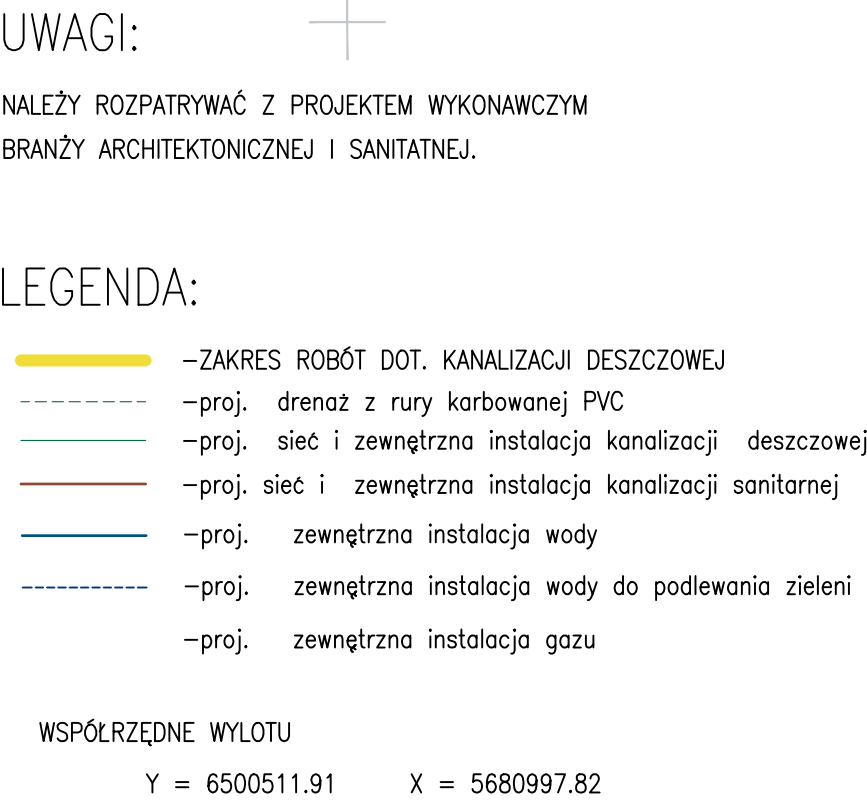 UWAGI:
NALEŻY ROZPATRYWAĆ Z PROJEKTEM WYKONAWCZYM
BRANŻY ARCHITEKTONICZNEJ I SANITATNEJ.
LEGENDA:
-ZAKRES ROBÓT DOT. KANALIZACJI DESZCZOWEJ
-proj. drenaż z rury karbowanej PVC
-proj. sieć i zewnętrzna instalacja kanalizacji deszczowej
-proj. sieć i zewnętrzna instalacja kanalizacji sanitarnej
-proj. zewnętrzna instalacja wody
-proj. zewnętrzna instalacja wody do podlewania zieleni
-proj. zewnętrzna instalacja gazu
WSPÓŁRZĘDNE WYLOTU
Y = 6500511.91 X = 5680997.82